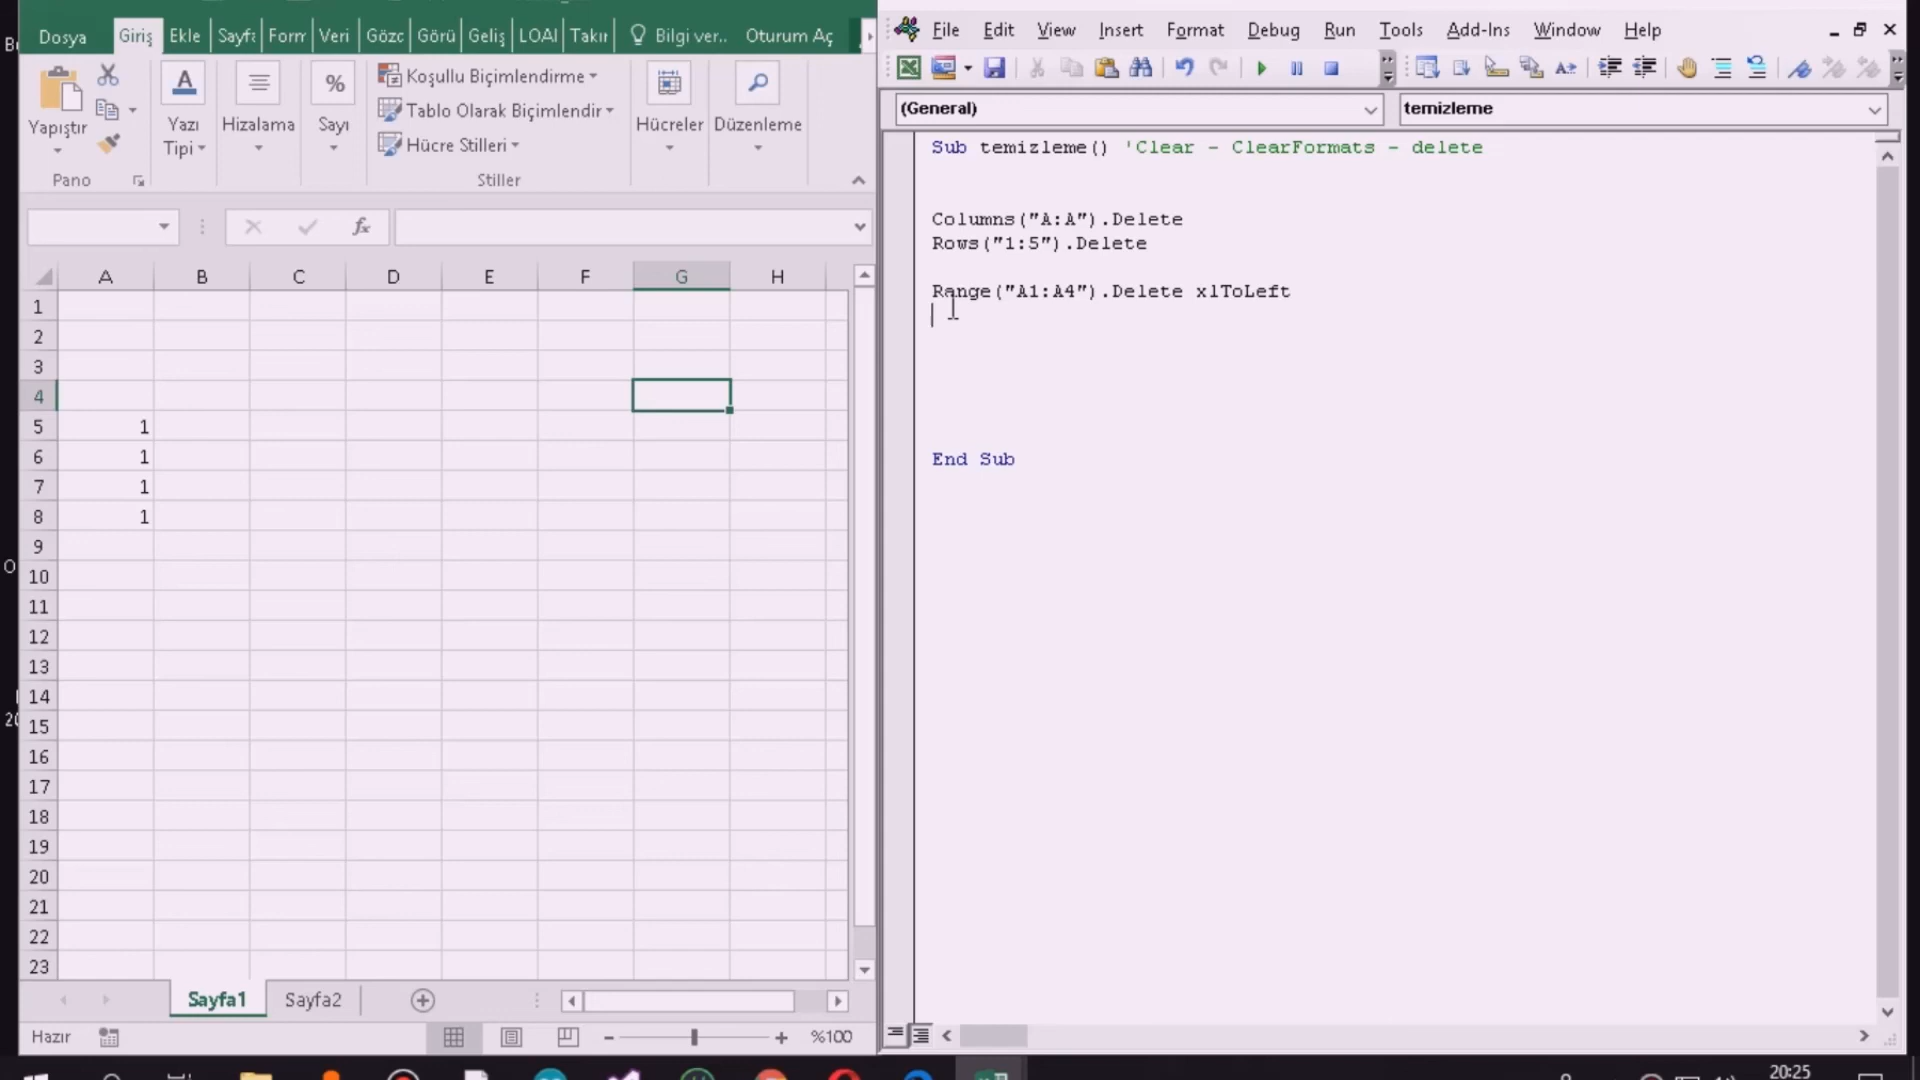 Dosya Giriş Ekle Sayfa Form Veri Gözc Görü Geliş LOAI Takır Bilgi ver... Oturum Aç
Yapıştır
Yazı Tipi
Hizalama
%
Sayı
Koşullu Biçimlendirme
Tablo Olarak Biçimlendir
Hücre Stilleri
Hücreler
Düzenleme
Pano
Stiller
fx
A B C D E F G H
1
2
3
4
5 1
6 1
7 1
8 1
9
10
11
12
13
14
15
16
17
18
19
20
21
22
23
Sayfa1 Sayfa2
Hazır
%100
File Edit View Insert Format Debug Run Tools Add-Ins Window Help
(General)
temizleme
Sub temizleme() 'Clear - ClearFormats - delete
Columns("A:A").Delete
Rows("1:5").Delete
Range("A1:A4").Delete xlToLeft
End Sub
20:25